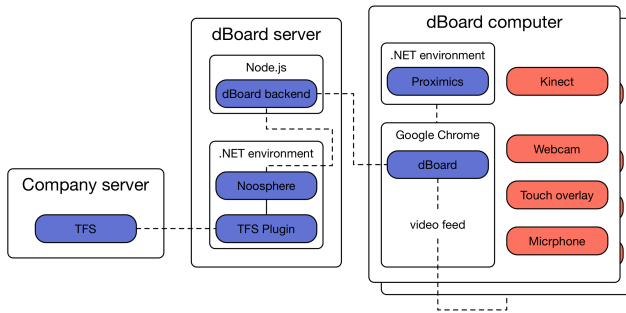 dBoard server
Node.js
dBoard backend
.NET environment
Noosphere
TFS Plugin
Company server
TFS
dBoard computer
.NET environment
Proximics
Google Chrome
dBoard
video feed
Kinect
Webcam
Touch overlay
Micrphone